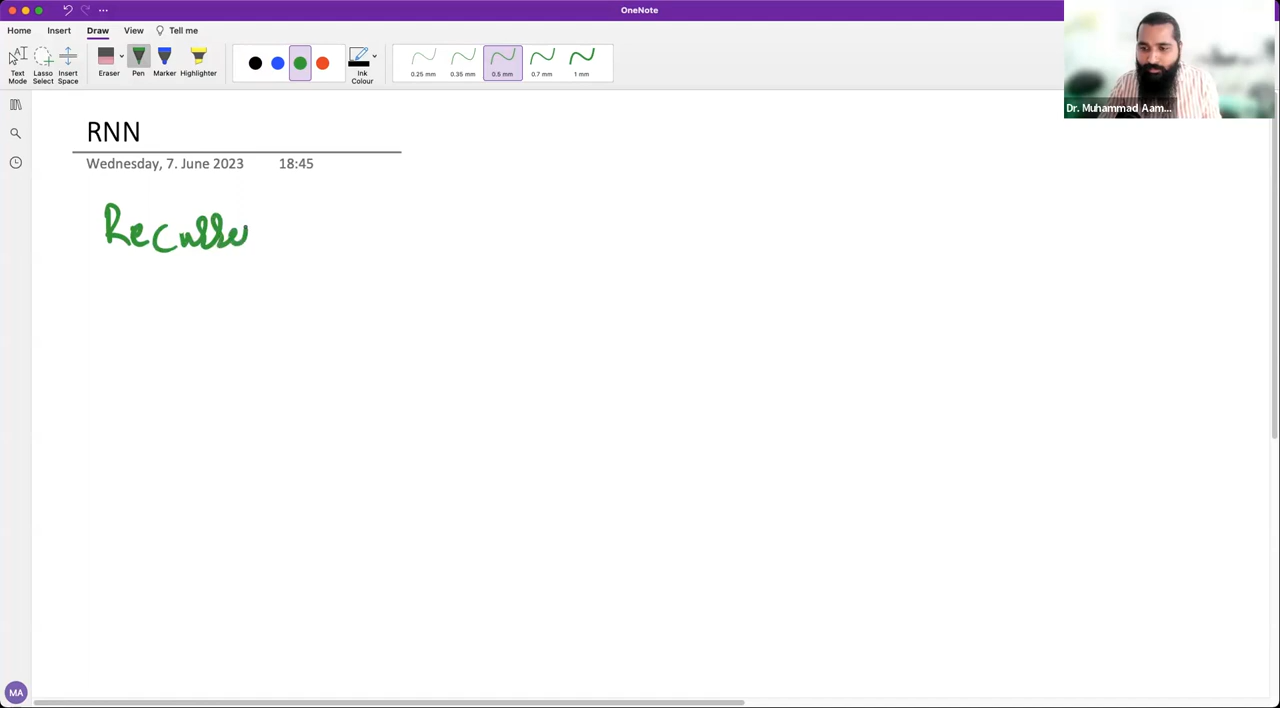 OneNote
Home Insert Draw View Tell me
Text Mode Lasso Select Insert Space Eraser Pen Marker Highlighter Ink Colour 0.25 mm 0.35 mm 0.5 mm 0.7 mm 1 mm
Dr. Muhammad Aam...
RNN
Wednesday, 7. June 2023 18:45
Recurre
MA